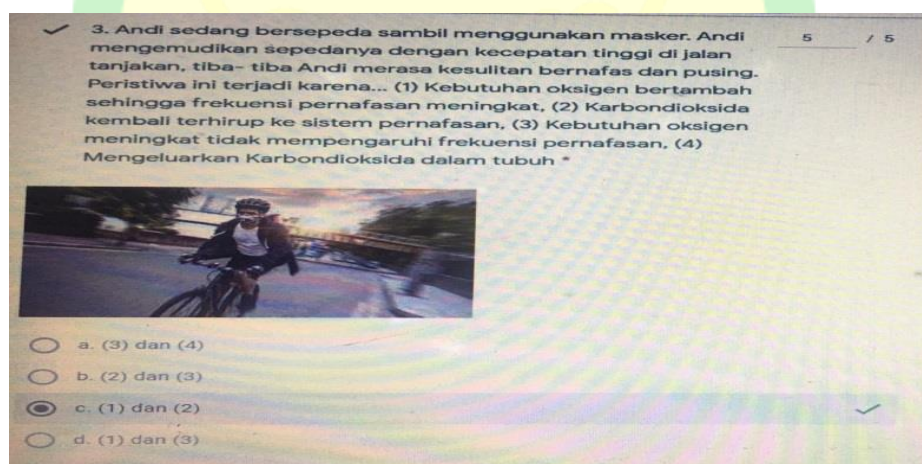 3. Andi sedang bersepeda sambil menggunakan masker. Andi
5 / 5
mengemudikan sepedanya dengan kecepatan tinggi di jalan
tanjakan, tiba- tiba Andi merasa kesulitan bernafas dan pusing.
Peristiwa ini terjadi karena... (1) Kebutuhan oksigen bertambah
sehingga frekuensi pernafasan meningkat, (2) Karbondioksida
kembali terhirup ke sistem pernafasan, (3) Kebutuhan oksigen
meningkat tidak mempengaruhi frekuensi pernafasan, (4)
Mengeluarkan Karbondioksida dalam tubuh *
a. (3) dan (4)
b. (2) dan (3)
c. (1) dan (2)
d. (1) dan (3)